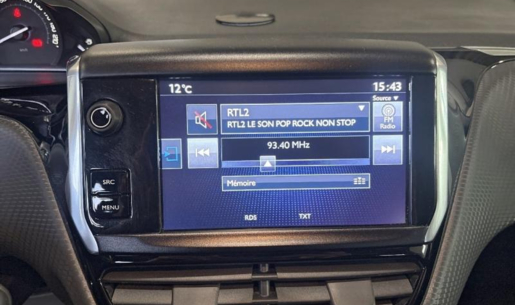 12°C
15:43
Source
RTL2
RTL2 LE SON POP ROCK NON STOP
FM
Radio
93.40 MHz
SRC
Mémoire
MENU
RDS
TXT